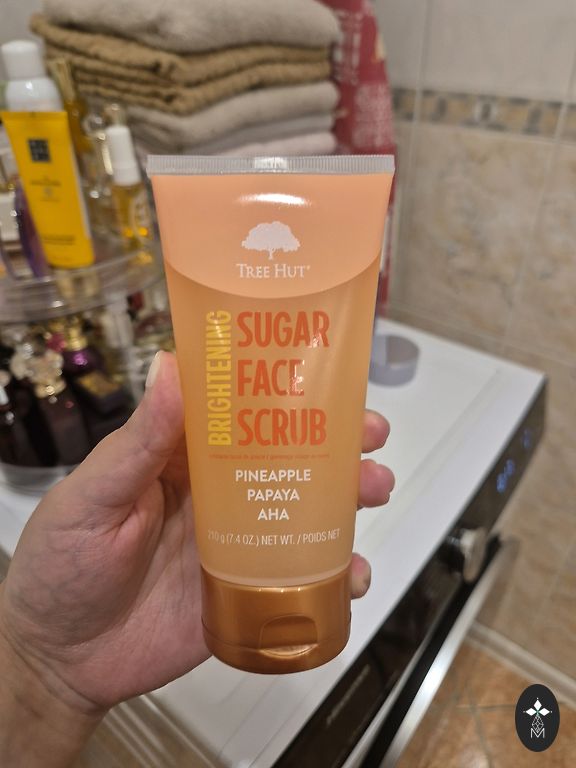 TREE HUT®
BRIGHTENING
SUGAR
FACE
SCRUB
PINEAPPLE
PAPAYA
AHA
210 g (7.4 OZ.) NET WT. / POIDS NET